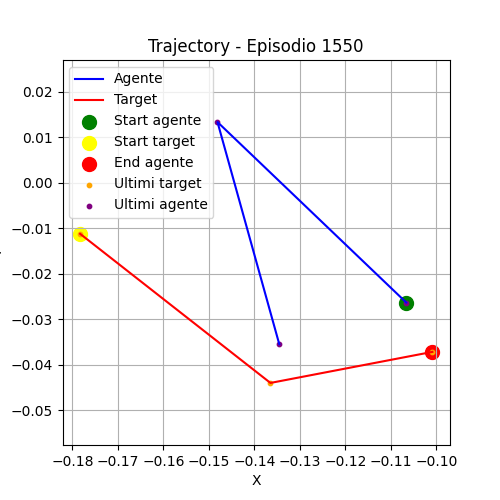 Trajectory - Episodio 1550
Agente
Target
Start agente
Start target
End agente
Ultimi target
Ultimi agente
0.02
0.01
0.00
−0.01
−0.02
−0.03
−0.04
−0.05
−0.18 −0.17 −0.16 −0.15 −0.14 −0.13 −0.12 −0.11 −0.10
X